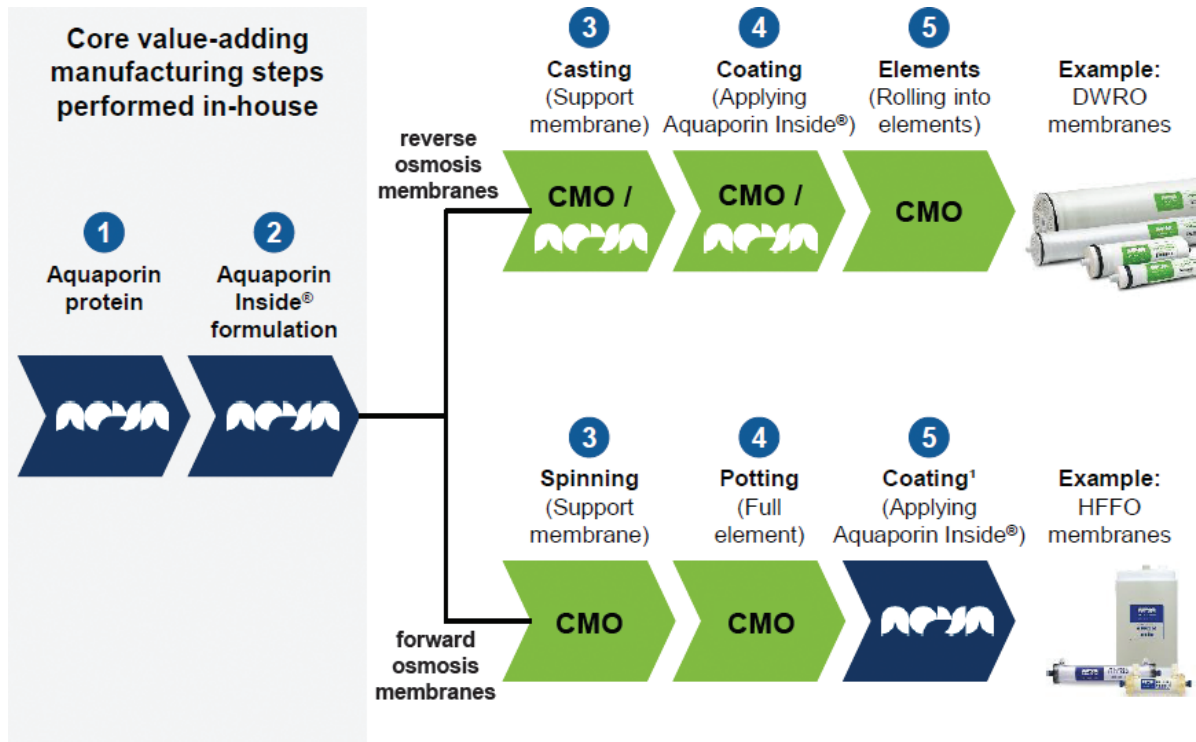 Core value-adding
manufacturing steps
performed in-house
1
Aquaporin
protein
2
Aquaporin
Inside®
formulation
reverse
osmosis
membranes
3
Casting
(Support
membrane)
CMO /
4
Coating
(Applying
Aquaporin Inside®)
CMO /
5
Elements
(Rolling into
elements)
CMO
Example:
DWRO
membranes
forward
osmosis
membranes
3
Spinning
(Support
membrane)
CMO
4
Potting
(Full
element)
CMO
5
Coating¹
(Applying
Aquaporin Inside®)
Example:
HFFO
membranes